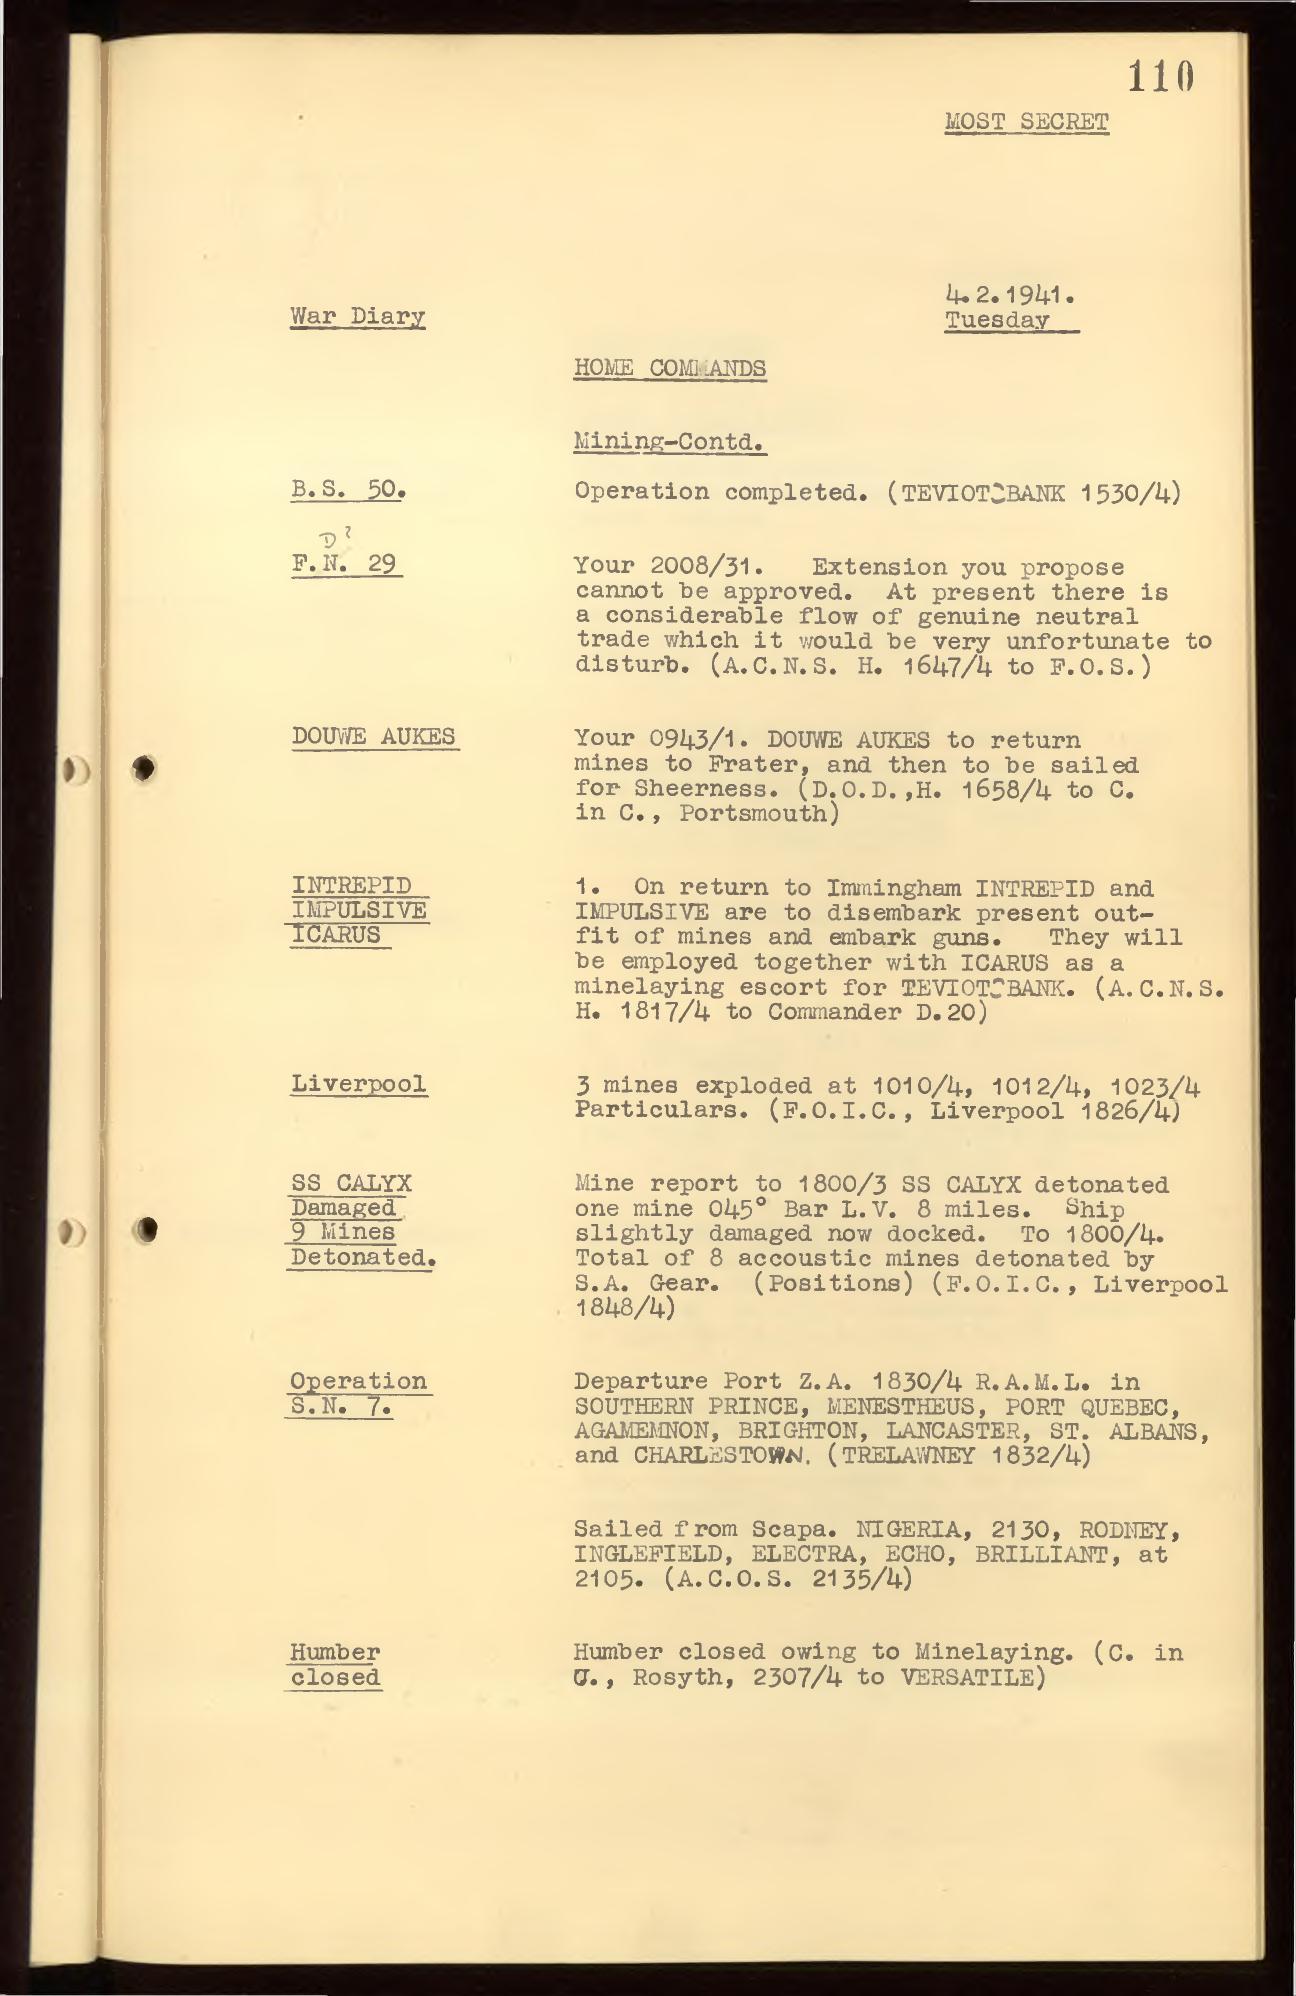 110
MOST SECRET
4.2.1941.
War Diary
Tuesday
HOME COMMANDS
Mining-Contd.
B.S. 50.
Operation completed. (TEVIOTBANK 1530/4)
D?
F.N. 29
Your 2008/31. Extension you propose
cannot be approved. At present there is
a considerable flow of genuine neutral
trade which it would be very unfortunate to
disturb. (A.C.N.S. H. 1647/4 to F.O.S.)
DOUWE AUKES
Your 0943/1. DOUWE AUKES to return
mines to Frater, and then to be sailed
for Sheerness. (D.O.D.,H. 1658/4 to C.
in C., Portsmouth)
INTREPID
IMPULSIVE
ICARUS
1. On return to Immingham INTREPID and
IMPULSIVE are to disembark present out-
fit of mines and embark guns. They will
be employed together with ICARUS as a
minelaying escort for TEVIOTBANK. (A.C.N.S.
H. 1817/4 to Commander D.20)
Liverpool
3 mines exploded at 1010/4, 1012/4, 1023/4
Particulars. (F.O.I.C., Liverpool 1826/4)
SS CALYX
Damaged
9 Mines
Detonated.
Mine report to 1800/3 SS CALYX detonated
one mine 045° Bar L.V. 8 miles. Ship
slightly damaged now docked. To 1800/4.
Total of 8 accoustic mines detonated by
S.A. Gear. (Positions) (F.O.I.C., Liverpool
1848/4)
Operation
S.N. 7.
Departure Port Z.A. 1830/4 R.A.M.L. in
SOUTHERN PRINCE, MENESTHEUS, PORT QUEBEC,
AGAMEMNON, BRIGHTON, LANCASTER, ST. ALBANS,
and CHARLESTOWN. (TRELAWNEY 1832/4)
Sailed from Scapa. NIGERIA, 2130, RODNEY,
INGLEFIELD, ELECTRA, ECHO, BRILLIANT, at
2105. (A.C.O.S. 2135/4)
Humber
closed
Humber closed owing to Minelaying. (C. in
C., Rosyth, 2307/4 to VERSATILE)